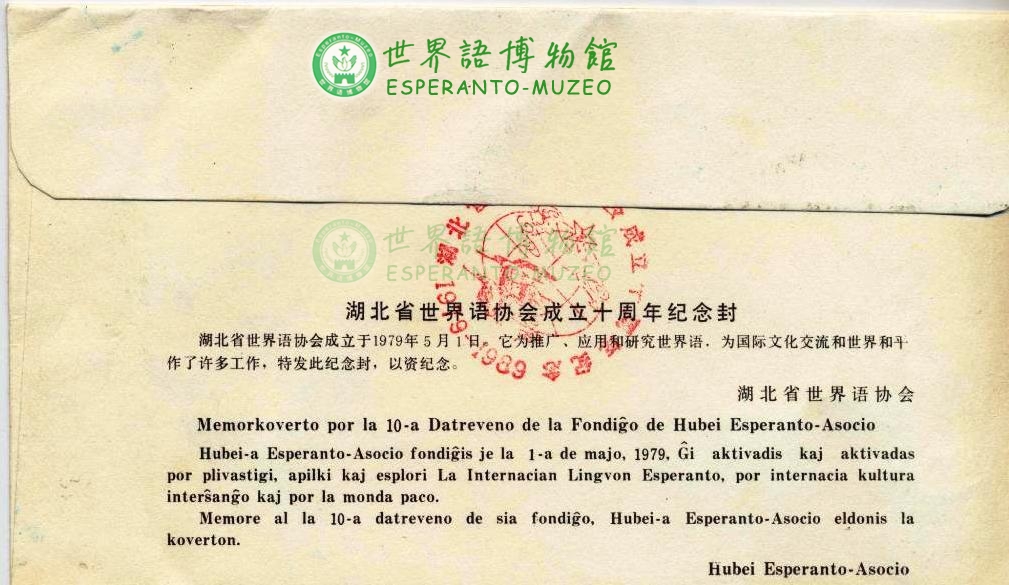 世界語博物館
ESPERANTO-MUZEO
世界語博物館
ESPERANTO-MUZEO
湖北省世界语协会成立十周年纪念封
湖北省世界语协会成立于1979年5月1日。它为推广、应用和研究世界语，为国际文化交流和世界和平
作了许多工作，特发此纪念封，以资纪念。
湖北省世界语协会
Memorkoverto por la 10-a Datreveno de la Fondiĝo de Hubei Esperanto-Asocio
Hubei-a Esperanto-Asocio fondiĝis je la 1-a de majo, 1979, Ĝi aktivadis kaj aktivadas
por plivastigi, apilki kaj esplori La Internacian Lingvon Esperanto, por internacia kultura
interŝanĝo kaj por la monda paco.
Memore al la 10-a datreveno de sia fondiĝo, Hubei-a Esperanto-Asocio eldonis la
koverton.
Hubei Esperanto-Asocio